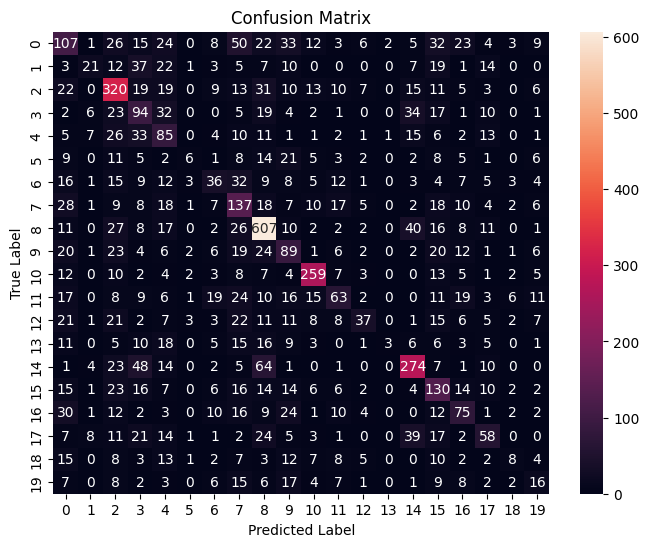 Confusion Matrix
0 107 1 26 15 24 0 8 50 22 33 12 3 6 2 5 32 23 4 3 9
1 3 21 12 37 22 1 3 5 7 10 0 0 0 0 7 19 1 14 0 0
2 22 0 320 19 19 0 9 13 31 10 13 10 7 0 15 11 5 3 0 6
3 2 6 23 94 32 0 0 5 19 4 2 1 0 0 34 17 1 10 0 1
4 5 7 26 33 85 0 4 10 11 1 1 2 1 1 15 6 2 13 0 1
5 9 0 11 5 2 6 1 8 14 21 5 3 2 0 2 8 5 1 0 6
6 16 1 15 9 12 3 36 32 9 8 5 12 1 0 3 4 7 5 3 4
7 28 1 9 8 18 1 7 137 18 7 10 17 5 0 2 18 10 4 2 6
8 11 0 27 8 17 0 2 26 607 10 2 2 2 0 40 16 8 11 0 1
9 20 1 23 4 6 2 6 19 24 89 1 6 2 0 2 20 12 1 1 6
10 12 0 10 2 4 2 3 8 7 4 259 7 3 0 0 13 5 1 2 5
11 17 0 8 9 6 1 19 24 10 16 15 63 2 0 0 11 19 3 6 11
12 21 1 21 2 7 3 3 22 11 11 8 8 37 0 1 15 6 5 2 7
13 11 0 5 10 18 0 5 15 16 9 3 0 1 3 6 6 3 5 0 1
14 1 4 23 48 14 0 2 5 64 1 0 1 0 0 274 7 1 10 0 0
15 15 1 23 16 7 0 6 16 14 14 6 6 2 0 4 130 14 10 2 2
16 30 1 12 2 3 0 10 16 9 24 1 10 4 0 0 12 75 1 2 2
17 7 8 11 21 14 1 1 2 24 5 3 1 0 0 39 17 2 58 0 0
18 15 0 8 3 13 1 2 7 3 12 7 8 5 0 0 10 2 2 8 4
19 7 0 8 2 3 0 6 15 6 17 4 7 1 0 1 9 8 2 2 16
0 1 2 3 4 5 6 7 8 9 10 11 12 13 14 15 16 17 18 19
Predicted Label
True Label
600
500
400
300
200
100
0